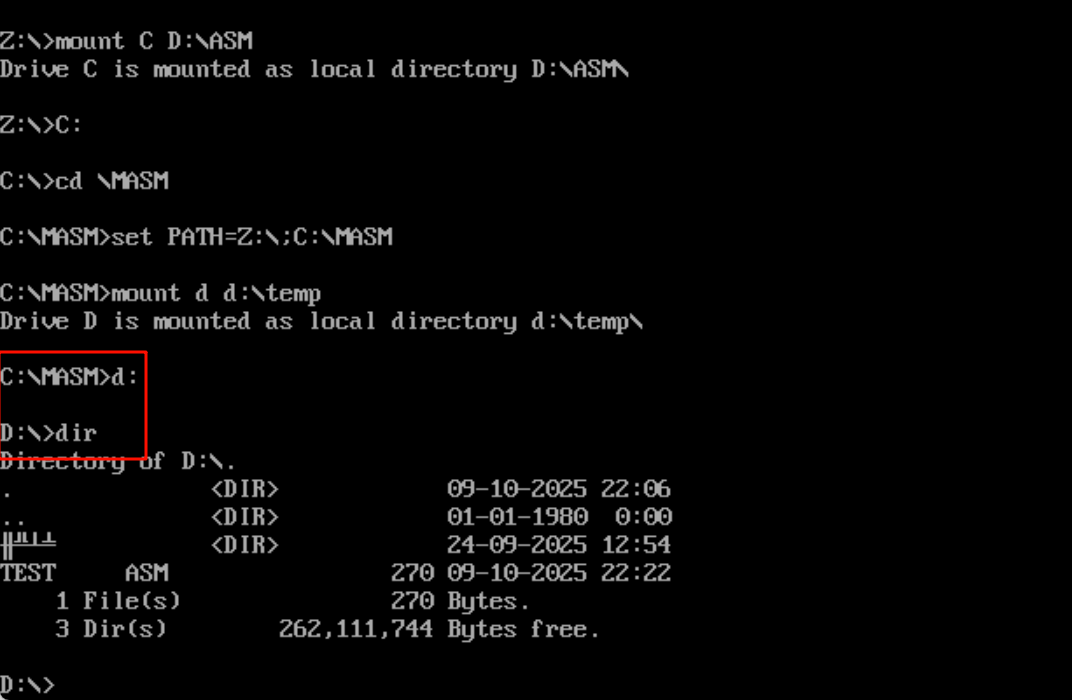 Z:\>mount C D:\ASM
Drive C is mounted as local directory D:\ASM\
Z:\>C:
C:\>cd \MASM
C:\MASM>set PATH=Z:\;C:\MASM
C:\MASM>mount d d:\temp
Drive D is mounted as local directory d:\temp\
C:\MASM>d:
D:\>dir
Directory of D:\.
. <DIR> 09-10-2025 22:06
.. <DIR> 01-01-1980 0:00
<DIR> 24-09-2025 12:54
TEST ASM 270 09-10-2025 22:22
1 File(s) 270 Bytes.
3 Dir(s) 262,111,744 Bytes free.
D:\>